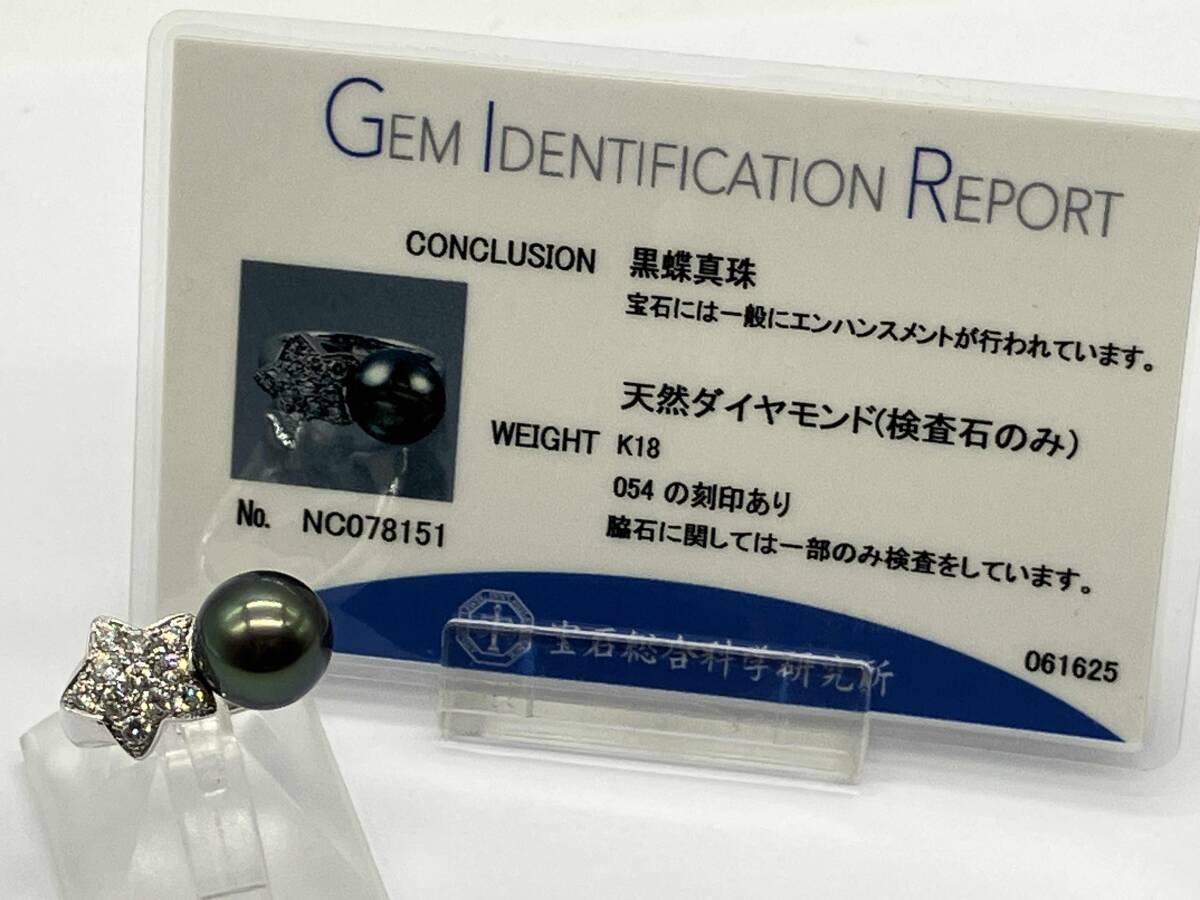 GEM IDENTIFICATION REPORT
CONCLUSION 黒蝶真珠
宝石には一般にエンハンスメントが行われています。
天然ダイヤモンド(検査石のみ)
WEIGHT K18
054 の刻印あり
脇石に関しては一部のみ検査をしています。
No. NC078151
宝石総合科学研究所
061625